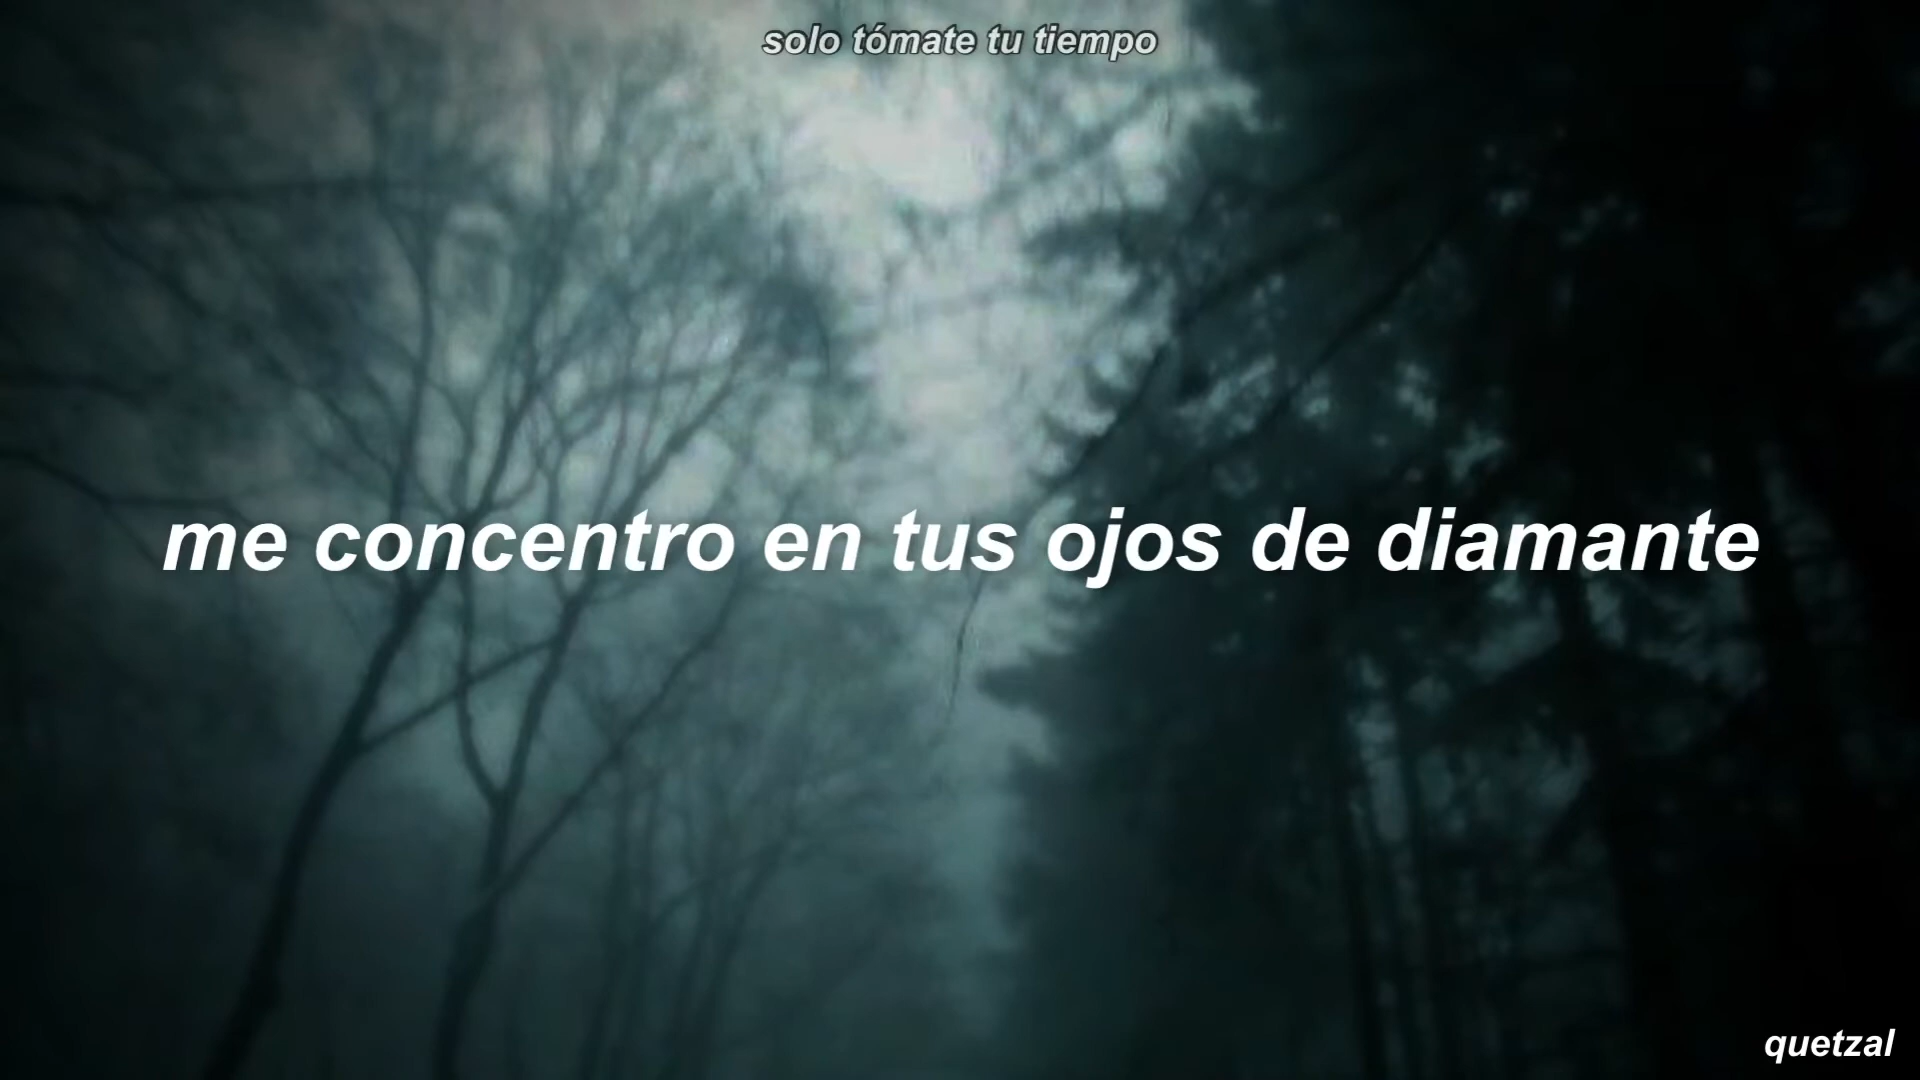 solo tómate tu tiempo
me concentro en tus ojos de diamante
quetzal